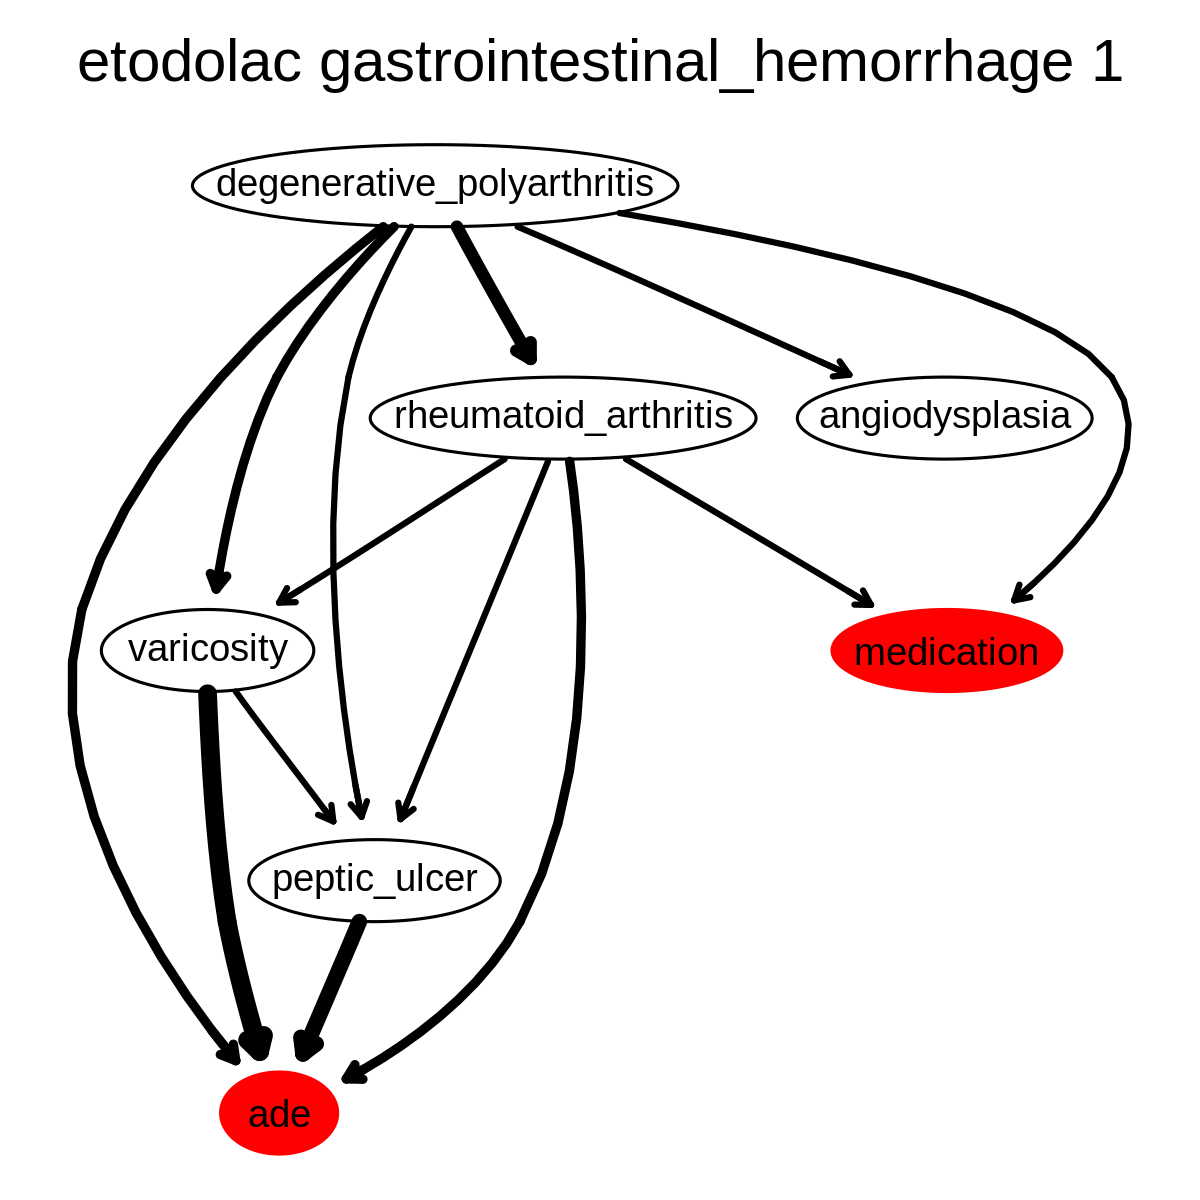 etodolac gastrointestinal_hemorrhage 1
degenerative_polyarthritis
rheumatoid_arthritis
angiodysplasia
varicosity
medication
peptic_ulcer
ade